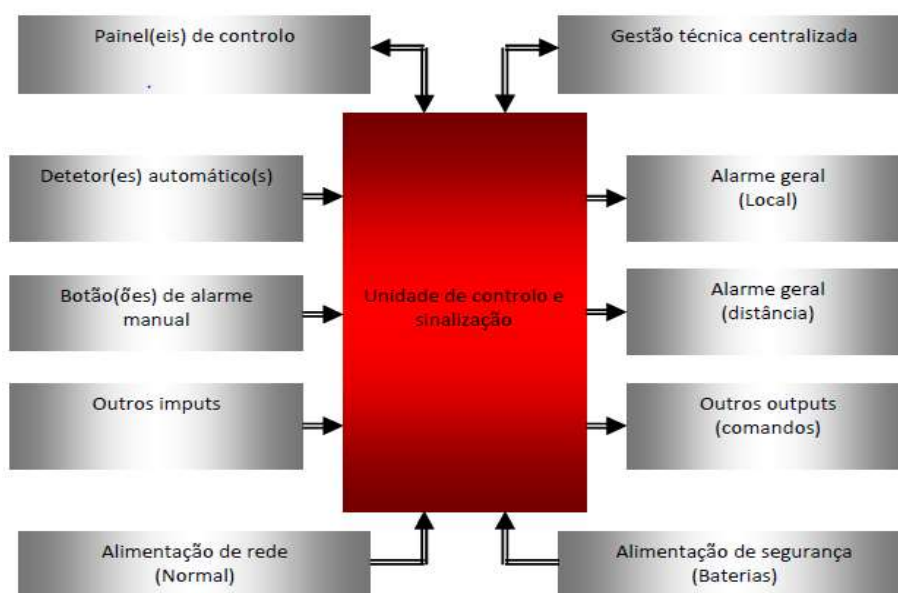 Painel(eis) de controlo
Gestão técnica centralizada
Detetor(es) automático(s)
Alarme geral
(Local)
Botão(ões) de alarme
manual
Unidade de controlo e
sinalização
Alarme geral
(distância)
Outros imputs
Outros outputs
(comandos)
Alimentação de rede
(Normal)
Alimentação de segurança
(Baterias)